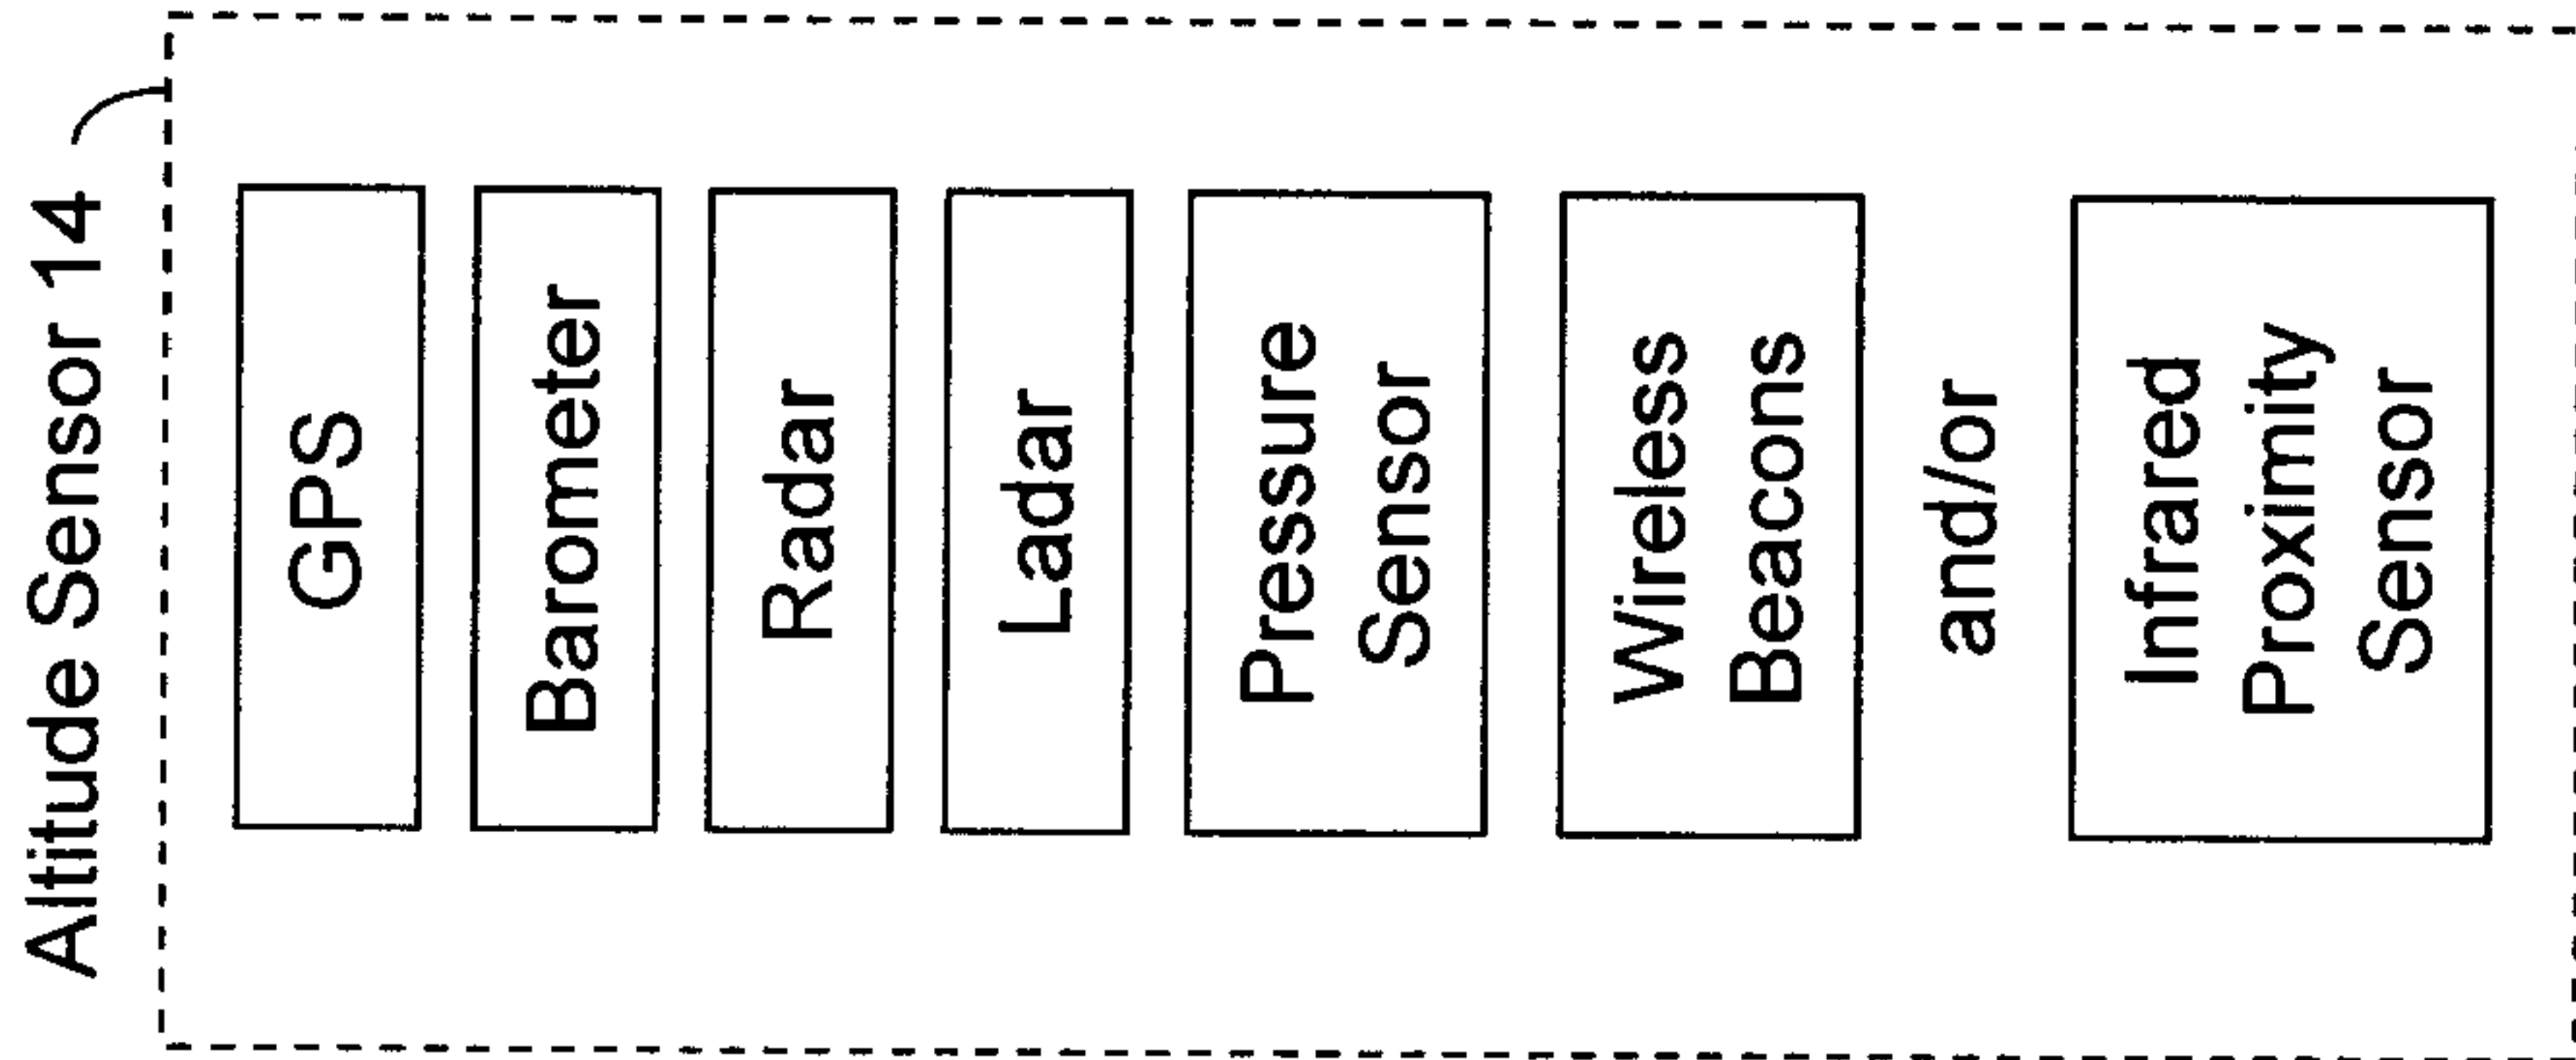 Altitude Sensor 14
GPS
Barometer
Radar
Ladar
Pressure
Sensor
Wireless
Beacons
and/or
Infrared
Proximity
Sensor